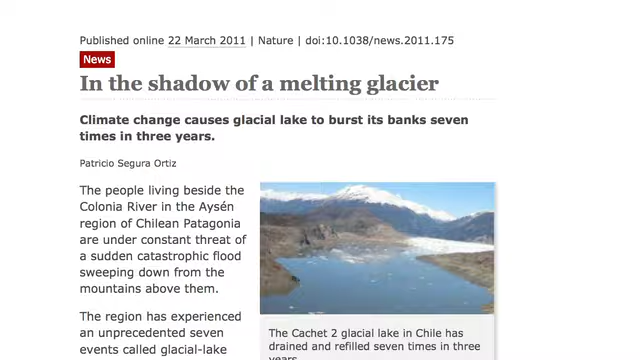 Published online 22 March 2011 | Nature | doi:10.1038/news.2011.175
News
In the shadow of a melting glacier
Climate change causes glacial lake to burst its banks seven
times in three years.
Patricio Segura Ortiz
The people living beside the
Colonia River in the Aysén
region of Chilean Patagonia
are under constant threat of
a sudden catastrophic flood
sweeping down from the
mountains above them.
The region has experienced
an unprecedented seven
events called glacial-lake
The Cachet 2 glacial lake in Chile has
drained and refilled seven times in three
years